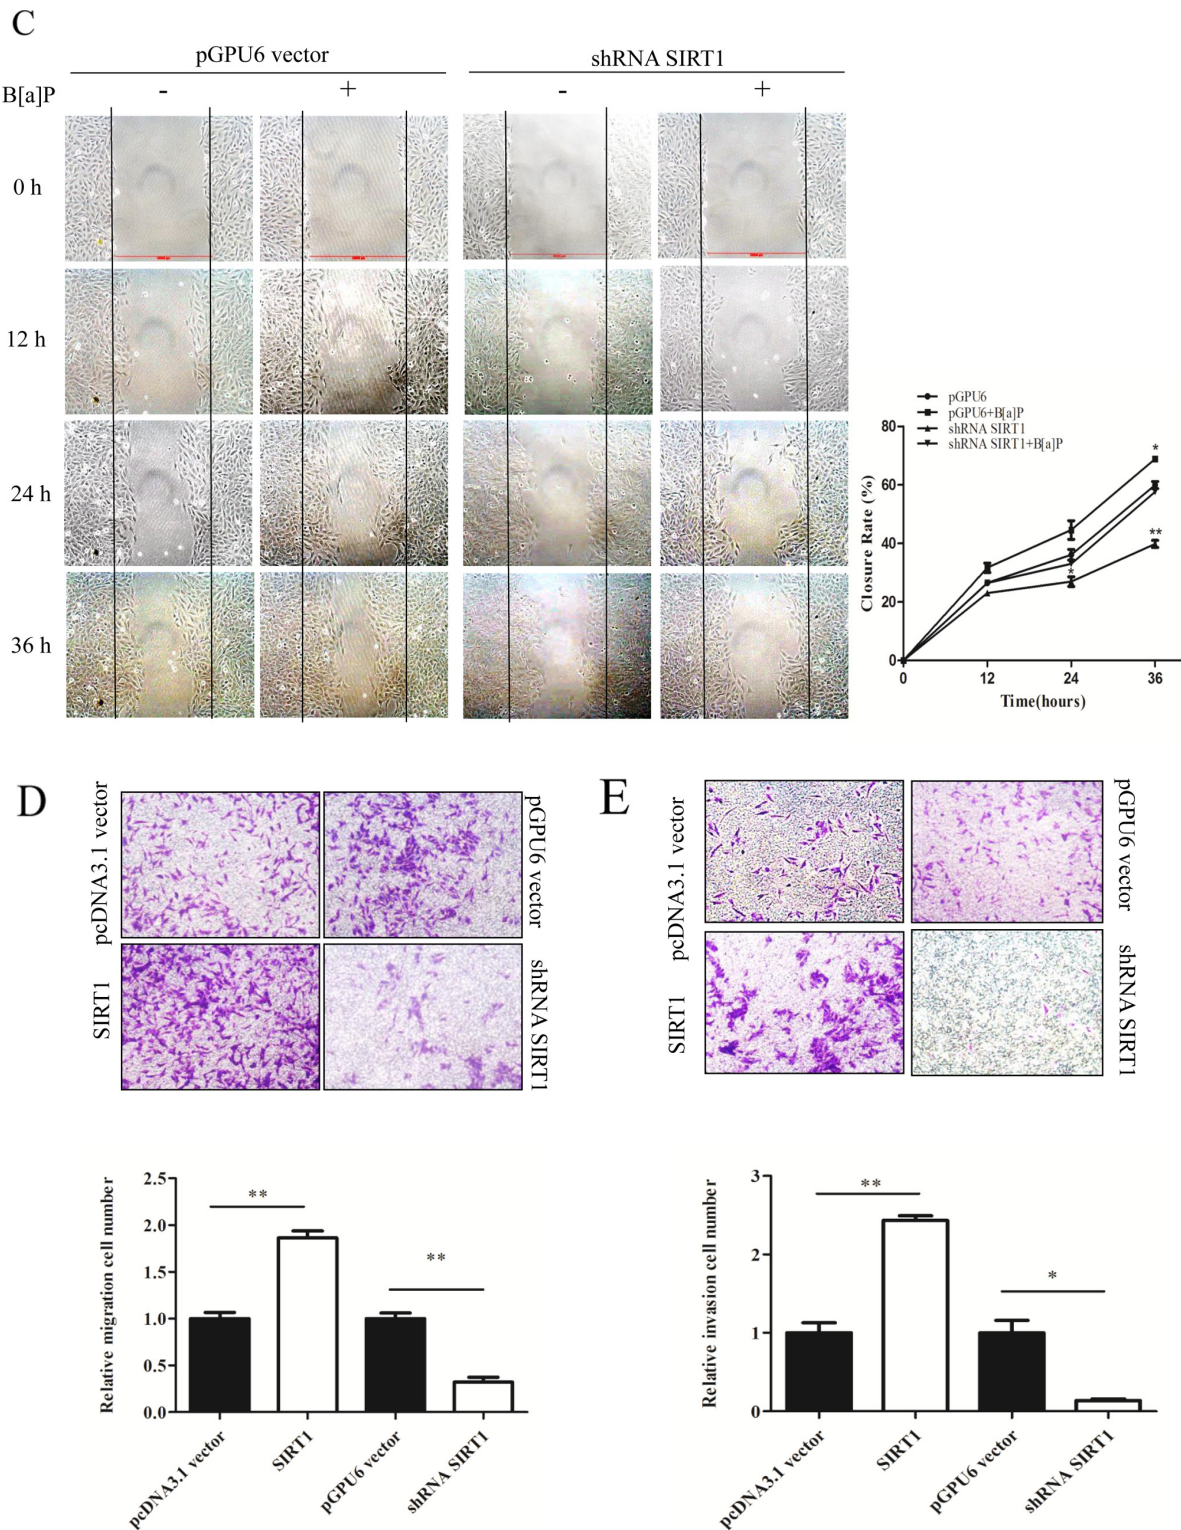 C
pGPU6 vector
shRNA SIRT1
B[a]P
-
+
-
+
0 h
12 h
24 h
36 h
pGPU6
pGPU6+B[a]P
shRNA SIRT1
shRNA SIRT1+B[a]P
80
60
40
20
0
Closure Rate (%)
*
**
*
0
12
24
36
Time(hours)
D
pcDNA3.1 vector
pGPU6 vector
SIRT1
shRNA SIRT1
E
pcDNA3.1 vector
pGPU6 vector
SIRT1
shRNA SIRT1
Relative migration cell number
2.5
2.0
1.5
1.0
0.5
0.0
**
**
pcDNA3.1 vector
SIRT1
pGPU6 vector
shRNA SIRT1
Relative invasion cell number
3
2
1
0
**
*
pcDNA3.1 vector
SIRT1
pGPU6 vector
shRNA SIRT1